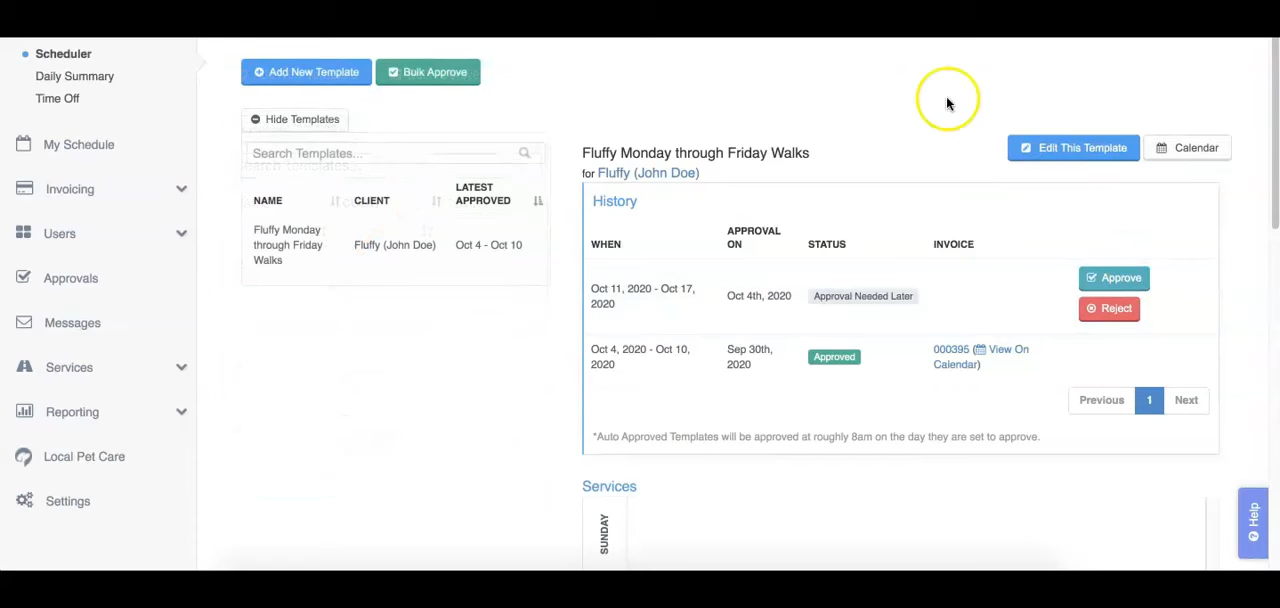 Scheduler
Daily Summary
Time Off
My Schedule
Invoicing
Users
Approvals
Messages
Services
Reporting
Local Pet Care
Settings
Add New Template
Bulk Approve
Hide Templates
Search Templates...
NAME
CLIENT
LATEST
APPROVED
Fluffy Monday
through Friday
Walks
Fluffy (John Doe)
Oct 4 - Oct 10
Fluffy Monday through Friday Walks
for Fluffy (John Doe)
Edit This Template
Calendar
History
WHEN
APPROVAL
ON
STATUS
INVOICE
Oct 11, 2020 - Oct 17,
2020
Oct 4th, 2020
Approval Needed Later
Approve
Reject
Oct 4, 2020 - Oct 10,
2020
Sep 30th,
2020
Approved
000395 (View On
Calendar)
Previous
1
Next
*Auto Approved Templates will be approved at roughly 8am on the day they are set to approve.
Services
SUNDAY
Help